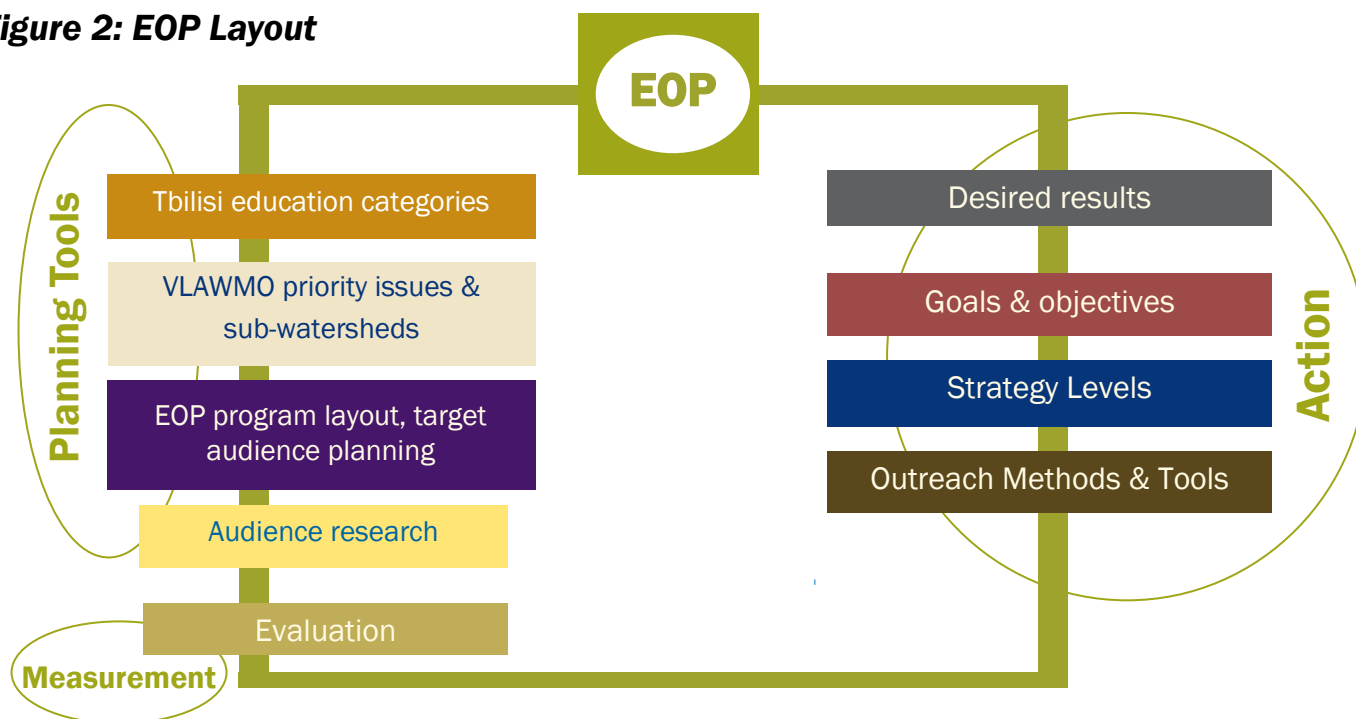 igure 2: EOP Layout
EOP
Planning Tools
Tbilisi education categories
VLAWMO priority issues &
sub-watersheds
EOP program layout, target
audience planning
Audience research
Evaluation
Measurement
Desired results
Goals & objectives
Strategy Levels
Outreach Methods & Tools
Action